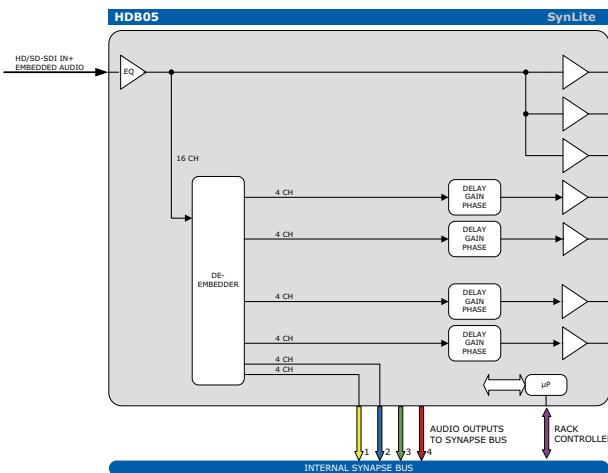 HDB05 SynLite
HD/SD-SDI IN+
EMBEDDED AUDIO
EQ
16 CH
DE-
EMBEDDER
4 CH
DELAY
GAIN
PHASE
4 CH
DELAY
GAIN
PHASE
4 CH
DELAY
GAIN
PHASE
4 CH
DELAY
GAIN
PHASE
4 CH
4 CH
µP
1 2 3 4
AUDIO OUTPUTS
TO SYNAPSE BUS
RACK
CONTROLLER
INTERNAL SYNAPSE BUS